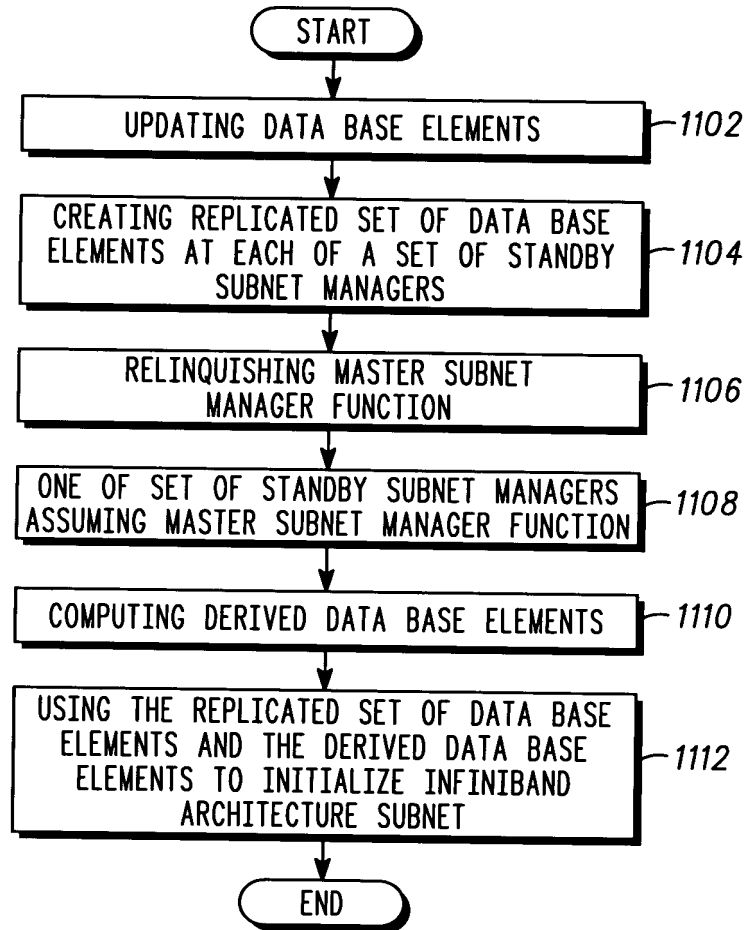 START
UPDATING DATA BASE ELEMENTS
1102
CREATING REPLICATED SET OF DATA BASE
ELEMENTS AT EACH OF A SET OF STANDBY
SUBNET MANAGERS
1104
RELINQUISHING MASTER SUBNET
MANAGER FUNCTION
1106
ONE OF SET OF STANDBY SUBNET MANAGERS
ASSUMING MASTER SUBNET MANAGER FUNCTION
1108
COMPUTING DERIVED DATA BASE ELEMENTS
1110
USING THE REPLICATED SET OF DATA BASE
ELEMENTS AND THE DERIVED DATA BASE
ELEMENTS TO INITIALIZE INFINIBAND
ARCHITECTURE SUBNET
1112
END